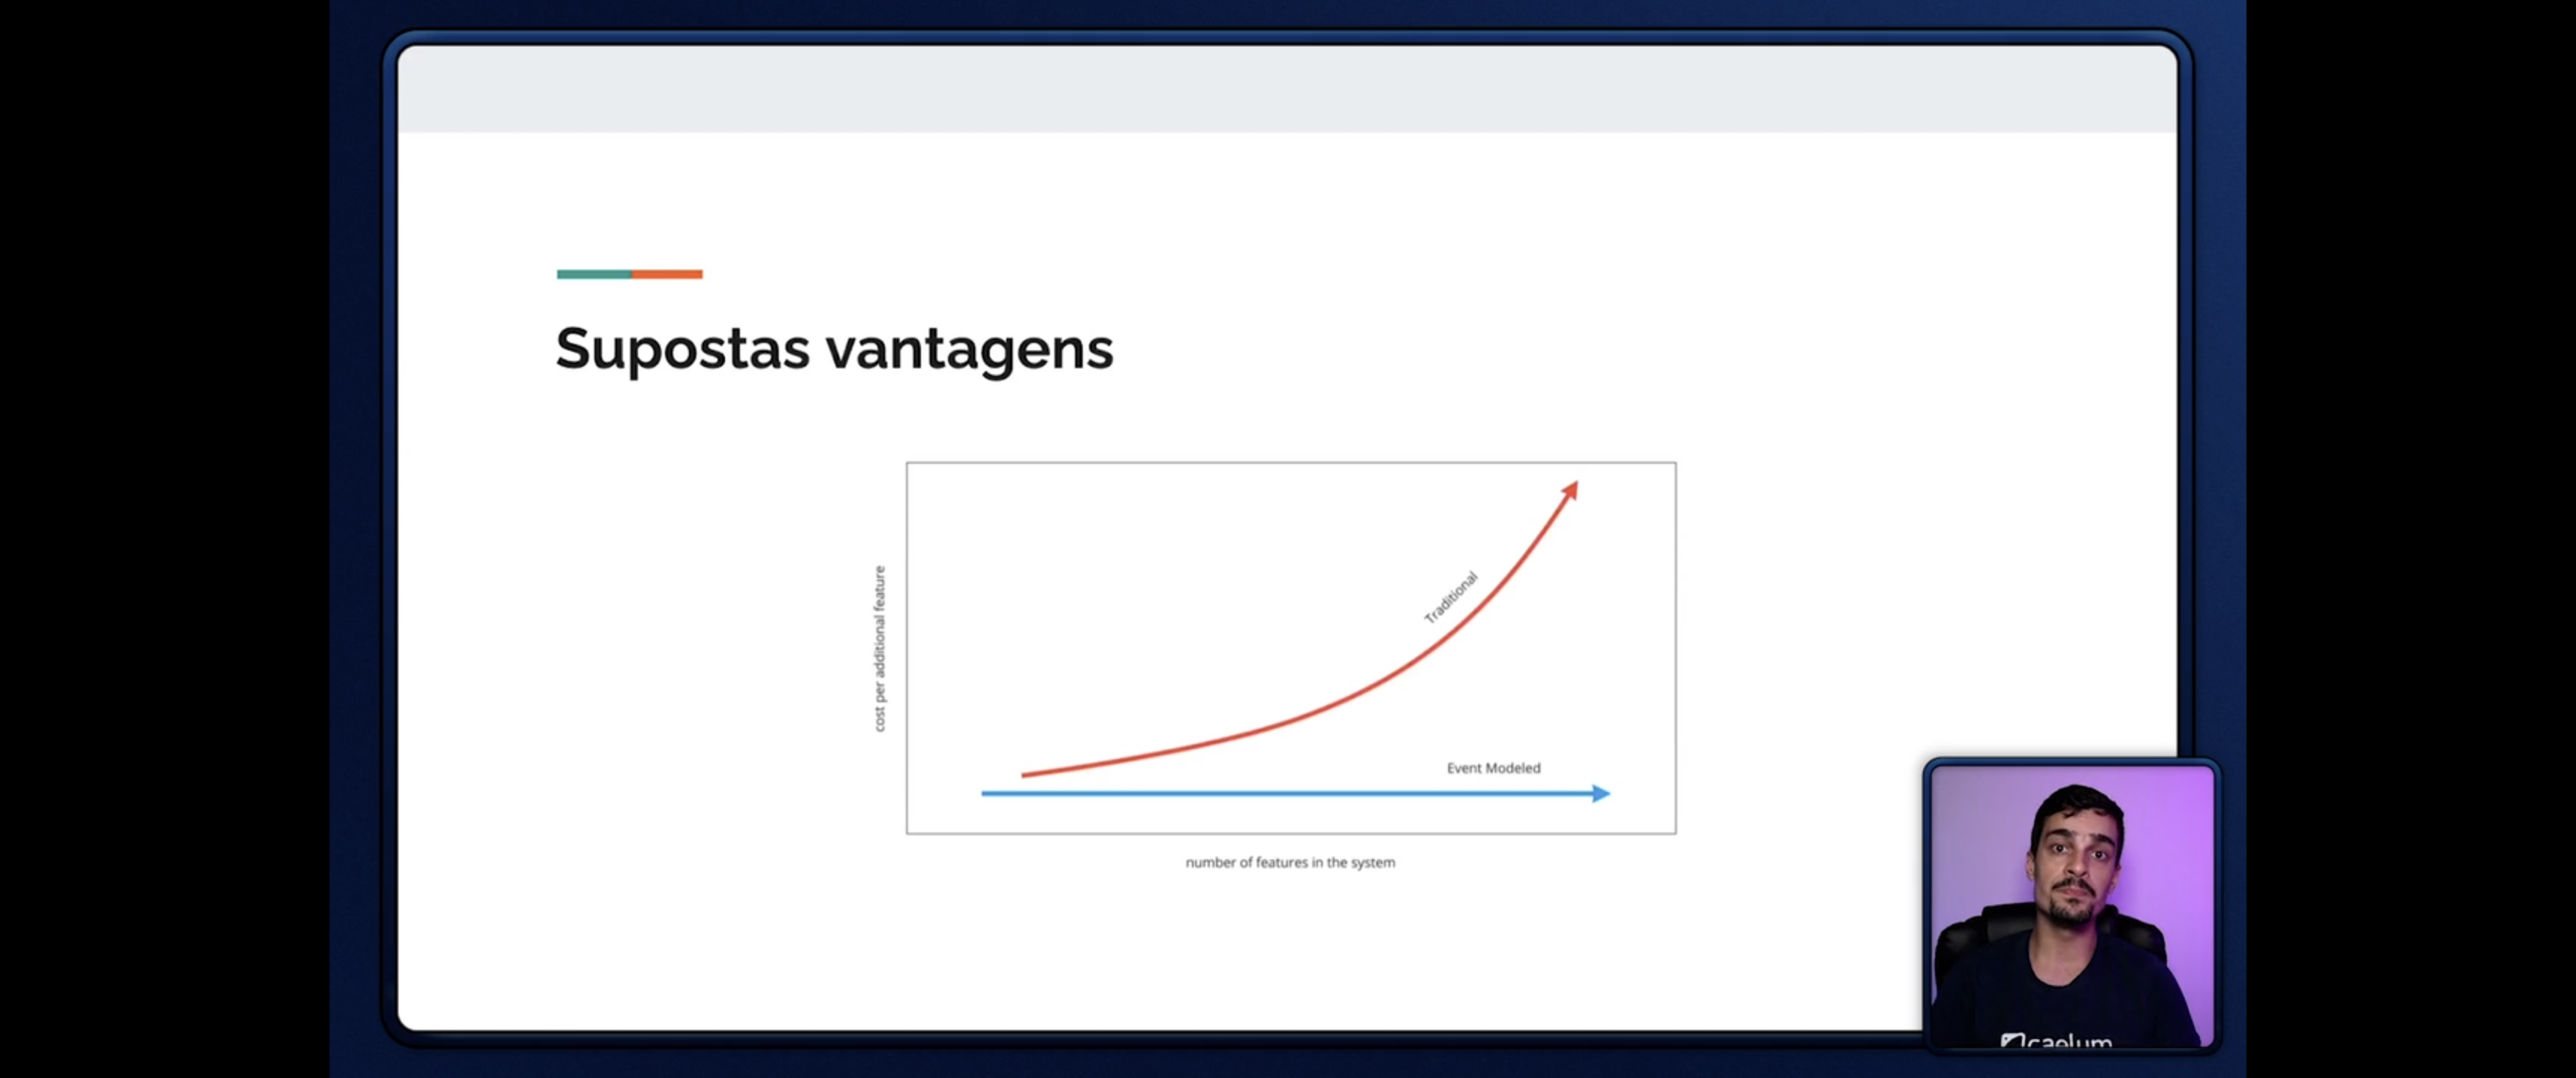 Supostas vantagens
cost per additional feature
Traditional
Event Modeled
number of features in the system
caelum